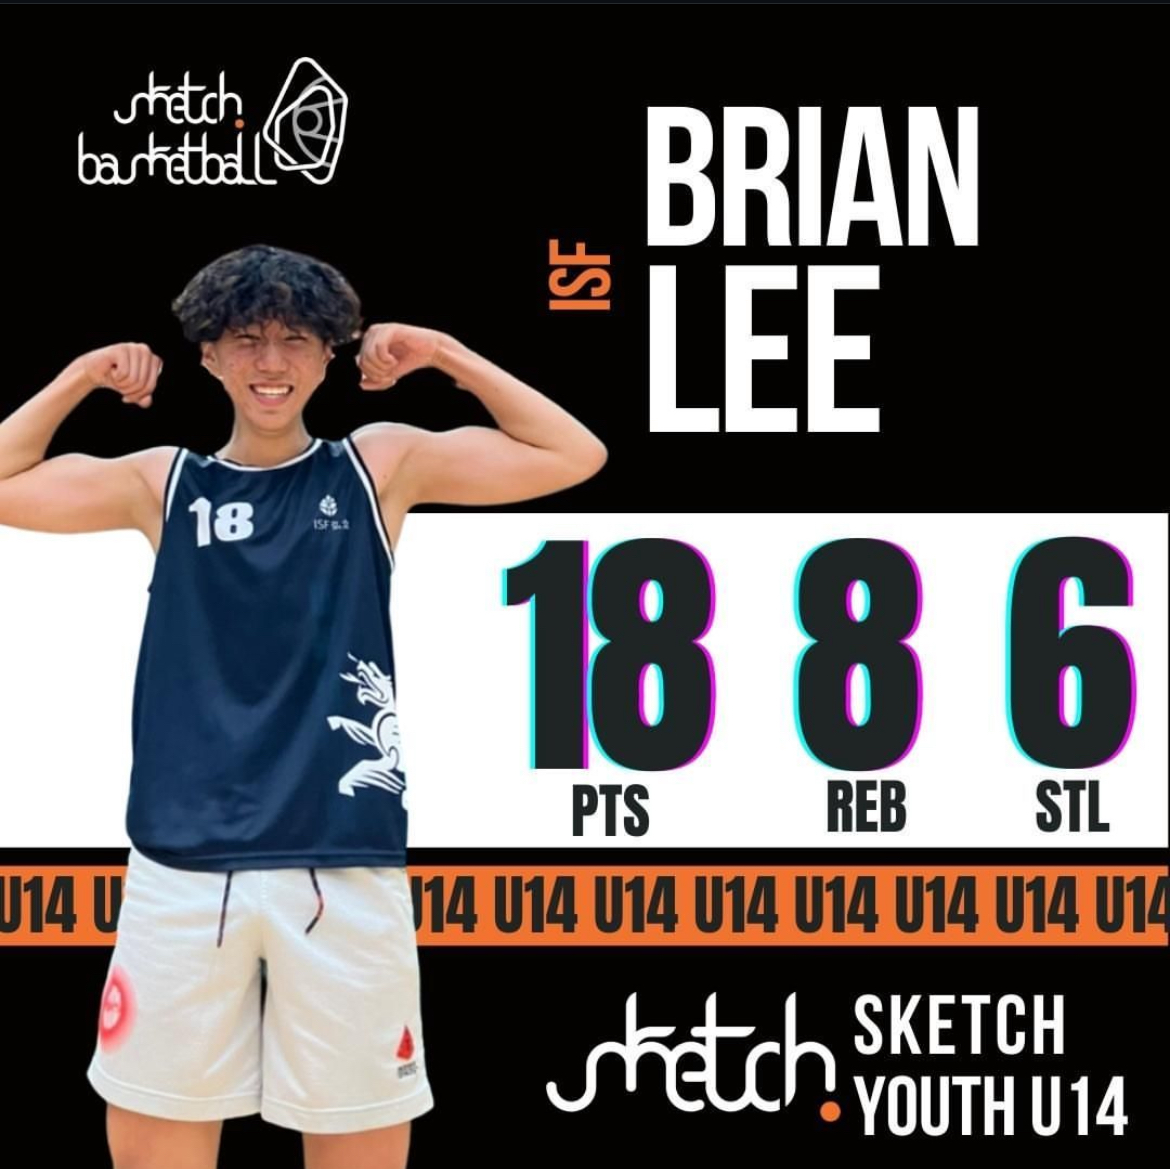 sketch.
basketball
BRIAN
LEE
ISF
18
ISF
18 8 6
PTS REB STL
U14 U14 U14 U14 U14 U14 U14 U14 U14
sketch.
SKETCH
YOUTH U14